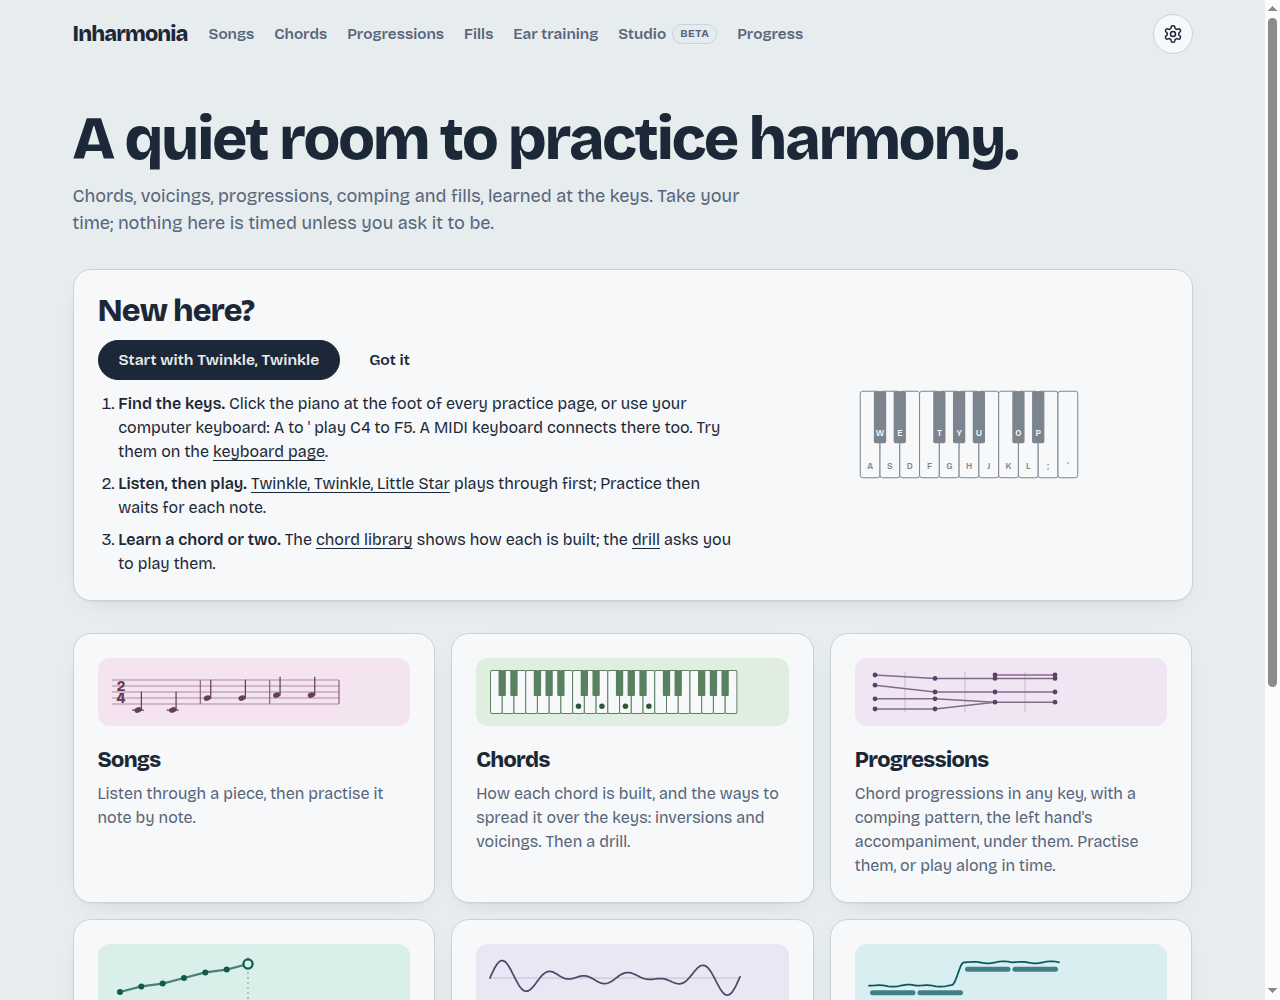 Inharmonia Songs Chords Progressions Fills Ear training Studio BETA Progress
A quiet room to practice harmony.
Chords, voicings, progressions, comping and fills, learned at the keys. Take your
time; nothing here is timed unless you ask it to be.
New here?
Start with Twinkle, Twinkle Got it
1. Find the keys. Click the piano at the foot of every practice page, or use your
computer keyboard: A to ' play C4 to F5. A MIDI keyboard connects there too. Try
them on the keyboard page.
2. Listen, then play. Twinkle, Twinkle, Little Star plays through first; Practice then
waits for each note.
3. Learn a chord or two. The chord library shows how each is built; the drill asks you
to play them.
W E T Y U O P
A S D F G H J K L ; '
2
4
Songs
Listen through a piece, then practise it
note by note.
Chords
How each chord is built, and the ways to
spread it over the keys: inversions and
voicings. Then a drill.
Progressions
Chord progressions in any key, with a
comping pattern, the left hand's
accompaniment, under them. Practise
them, or play along in time.